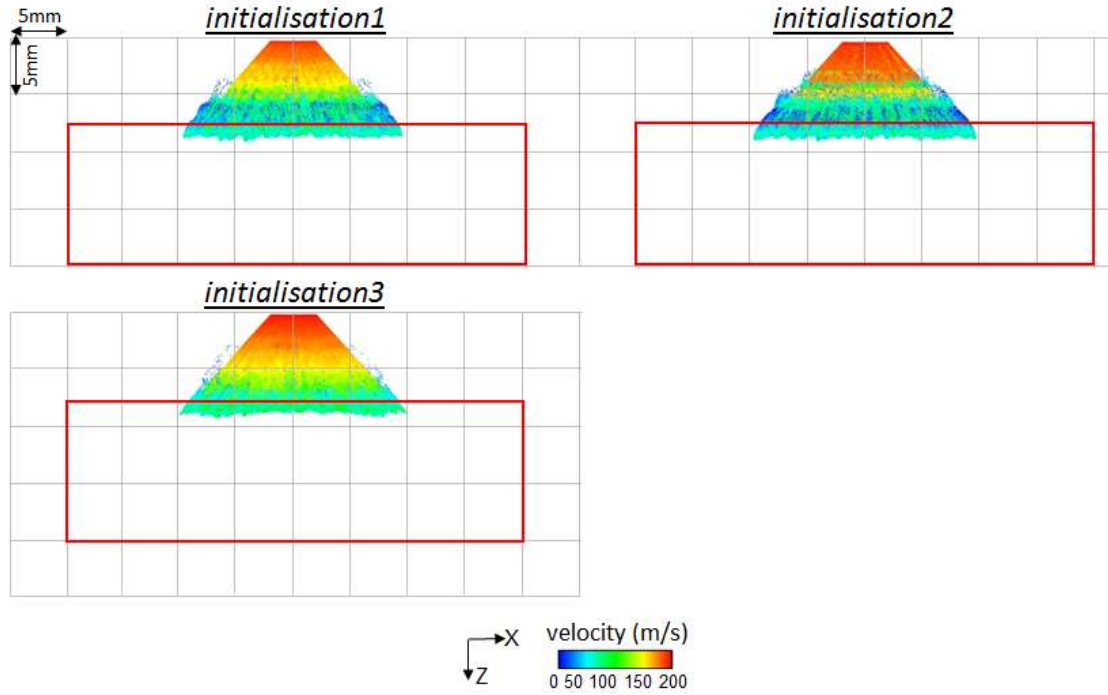 5mm
initialisation1
initialisation2
5mm
initialisation3
X
Z
velocity (m/s)
0 50 100 150 200